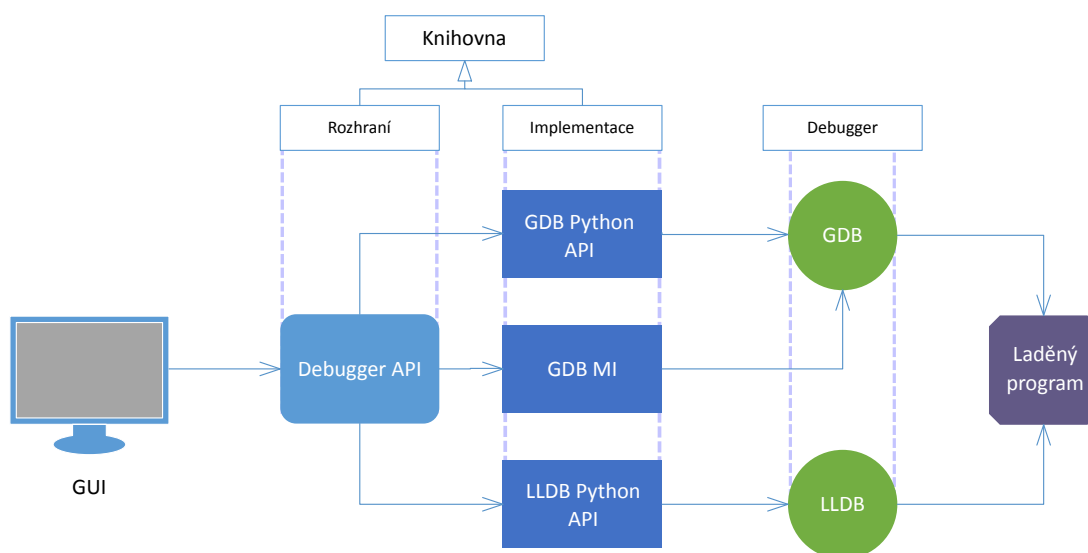 Knihovna
Rozhraní
Implementace
Debugger
GDB Python
API
GDB
Debugger API
GDB MI
Laděný
program
GUI
LLDB Python
API
LLDB